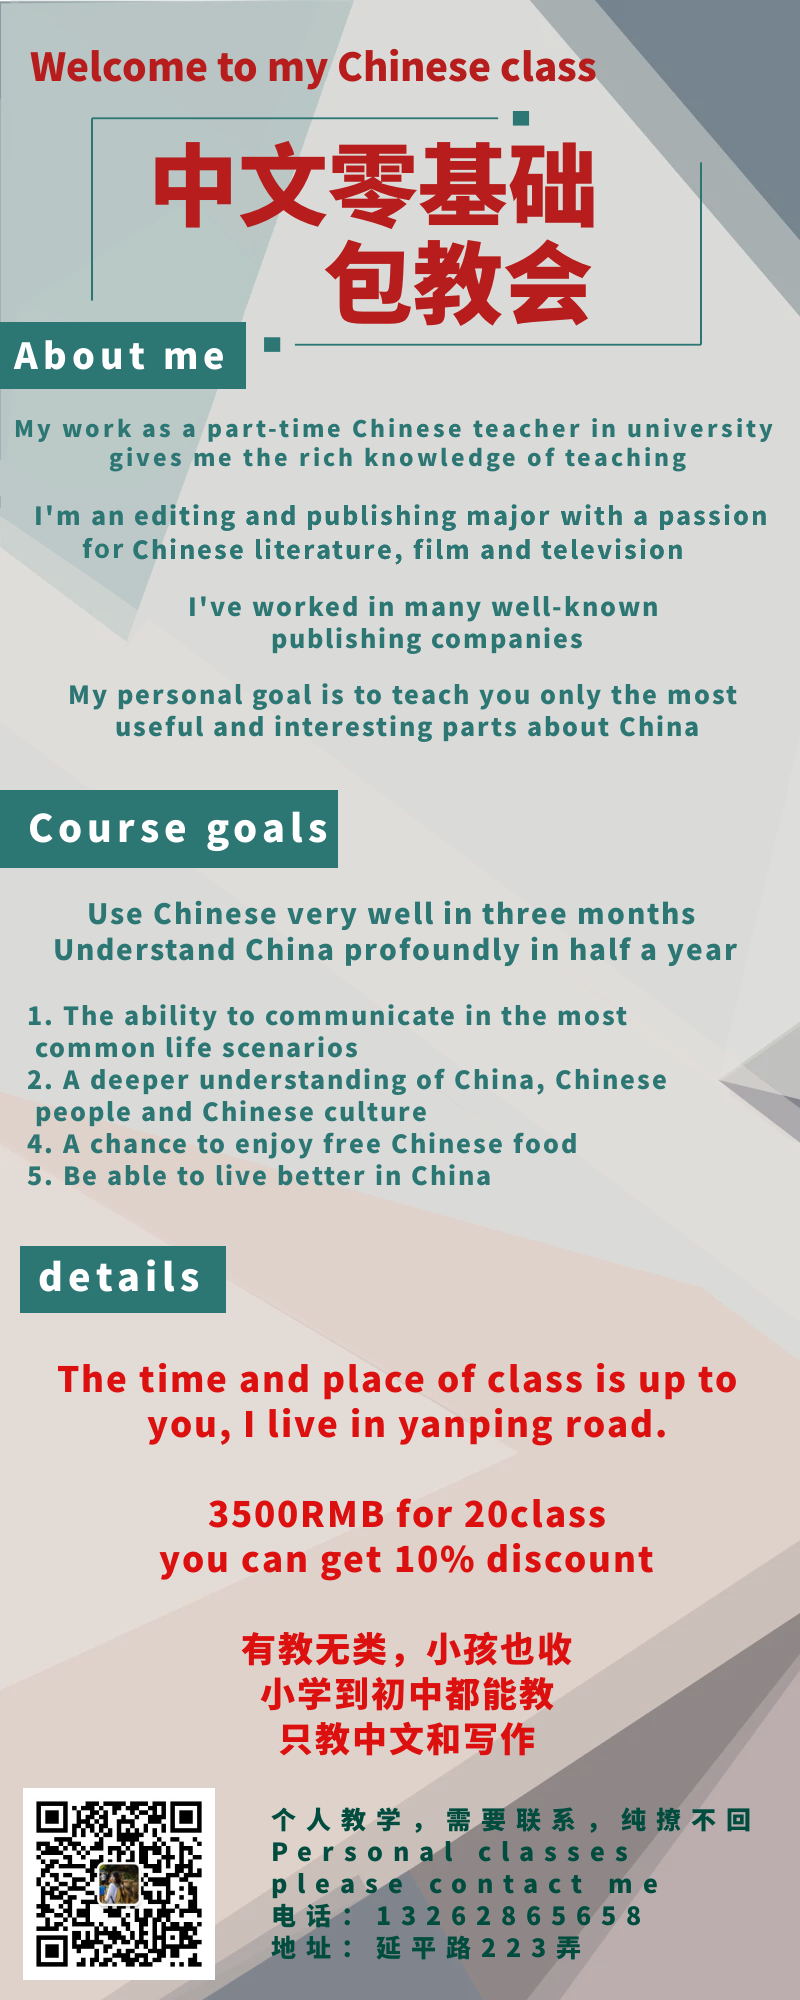 Welcome to my Chinese class
中文零基础
包教会
About me
My work as a part-time Chinese teacher in university
gives me the rich knowledge of teaching
I'm an editing and publishing major with a passion
for Chinese literature, film and television
I've worked in many well-known
publishing companies
My personal goal is to teach you only the most
useful and interesting parts about China
Course goals
Use Chinese very well in three months
Understand China profoundly in half a year
1. The ability to communicate in the most
common life scenarios
2. A deeper understanding of China, Chinese
people and Chinese culture
4. A chance to enjoy free Chinese food
5. Be able to live better in China
details
The time and place of class is up to
you, I live in yanping road.
3500RMB for 20class
you can get 10% discount
有教无类，小孩也收
小学到初中都能教
只教中文和写作
个人教学，需要联系，纯撩不回
Personal classes
please contact me
电话：13262865658
地址：延平路223弄